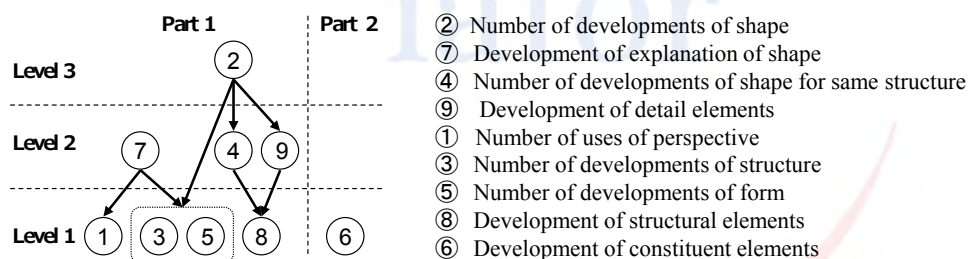 Part 1 Part 2
② Number of developments of shape
⑦ Development of explanation of shape
④ Number of developments of shape for same structure
⑨ Development of detail elements
① Number of uses of perspective
③ Number of developments of structure
⑤ Number of developments of form
⑧ Development of structural elements
⑥ Development of constituent elements
Level 3
2
Level 2
7 4 9
Level 1
1 3 5 8 6